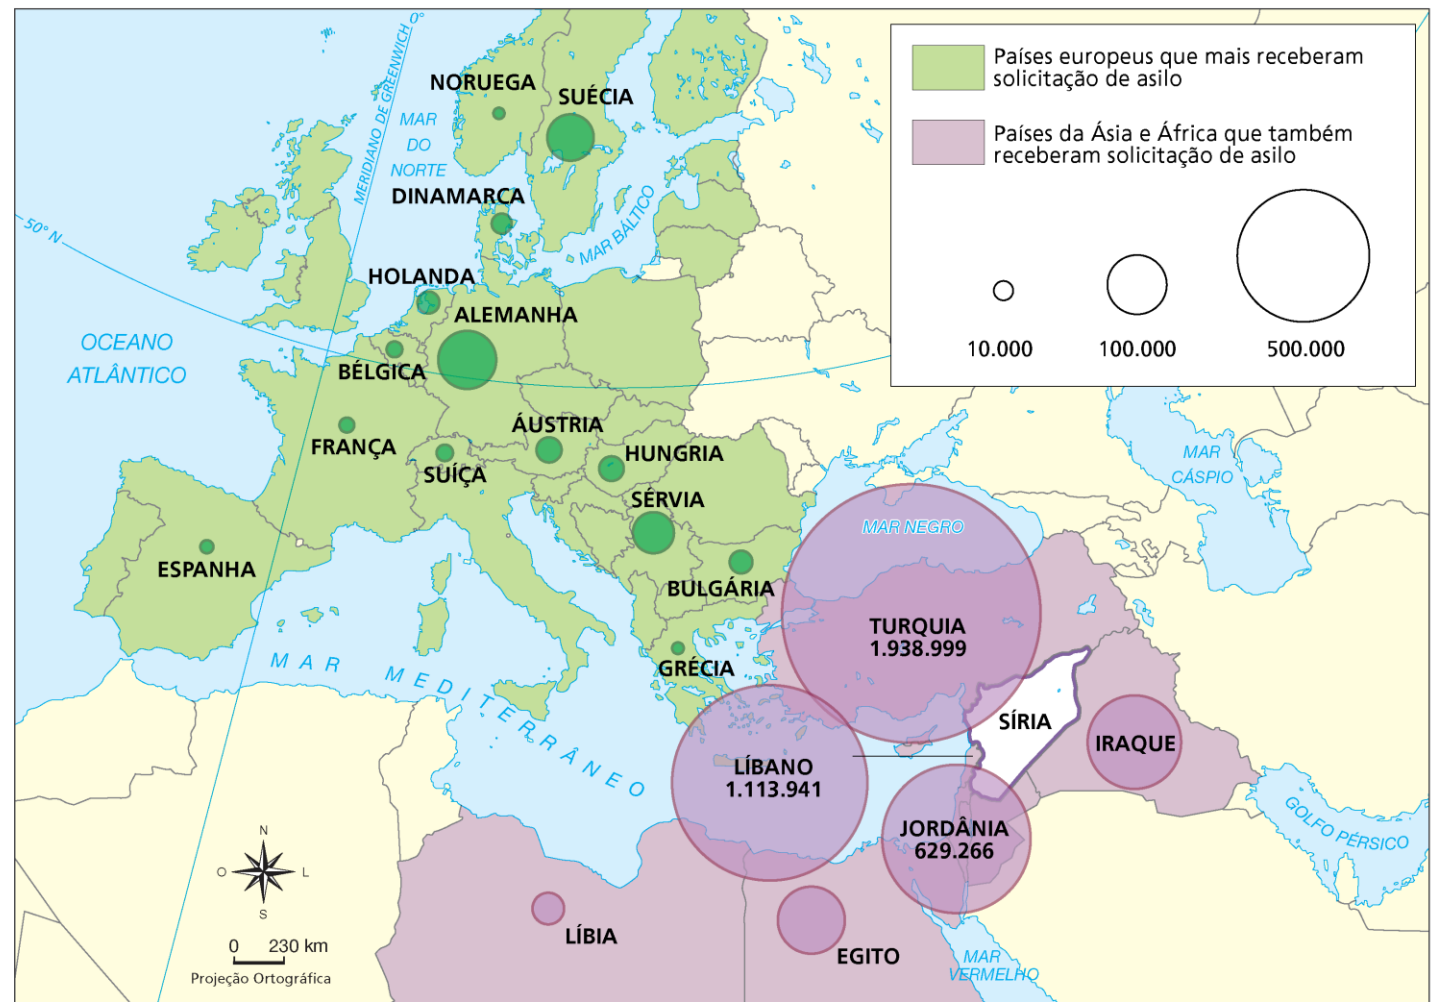 0°
MERIDIANO DE GREENWICH
NORUEGA
SUÉCIA
MAR
DO
NORTE
DINAMARCA
MAR BÁLTICO
50° N
HOLANDA
ALEMANHA
OCEANO
ATLÂNTICO
BÉLGICA
ÁUSTRIA
FRANÇA
HUNGRIA
SUÍÇA
SÉRVIA
ESPANHA
BULGÁRIA
GRÉCIA
MAR MEDITERRÂNEO
MAR NEGRO
MAR
CÁSPIO
TURQUIA
1.938.999
SÍRIA
IRAQUE
LÍBANO
1.113.941
JORDÂNIA
629.266
GOLFO PÉRSICO
LÍBIA
EGITO
MAR
VERMELHO
N
O
L
S
0 230 km
Projeção Ortográfica
Países europeus que mais receberam
solicitação de asilo
Países da Ásia e África que também
receberam solicitação de asilo
10.000 100.000 500.000